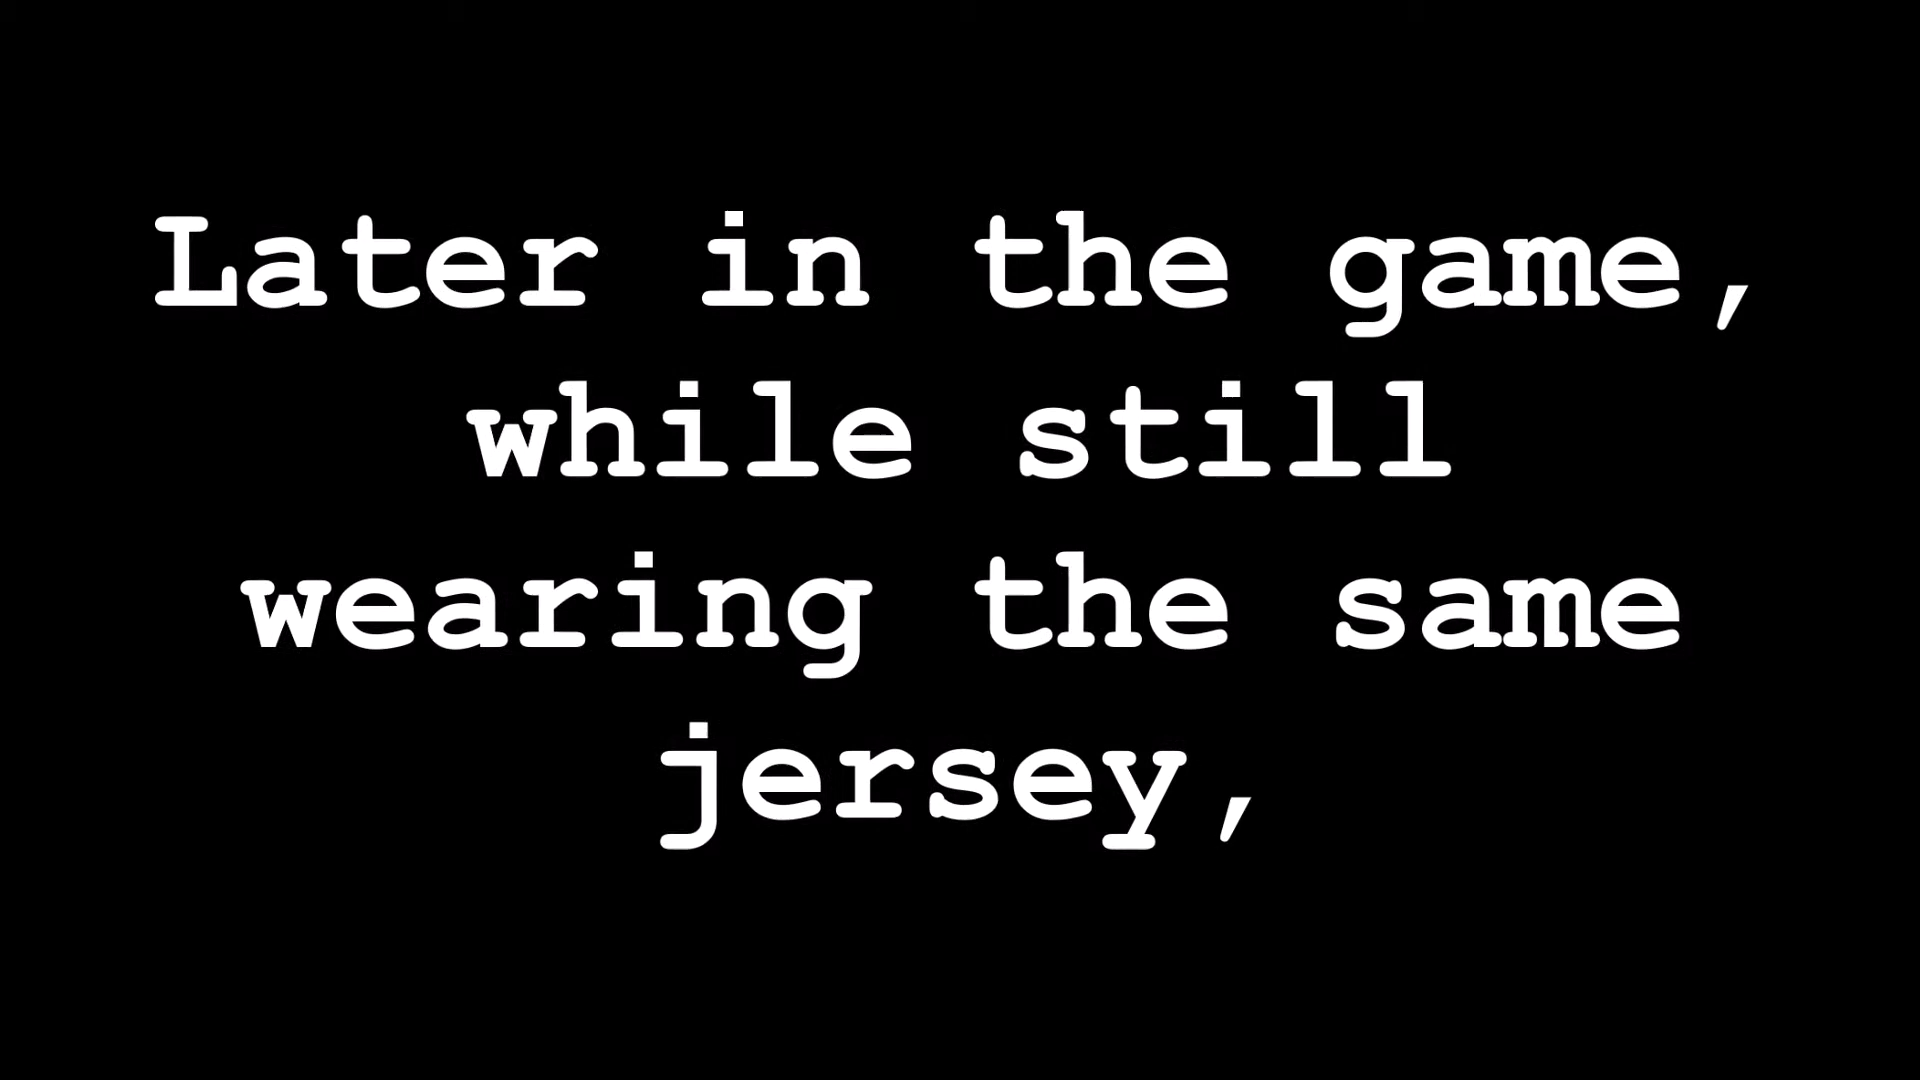 Later in the game,
while still
wearing the same
jersey,